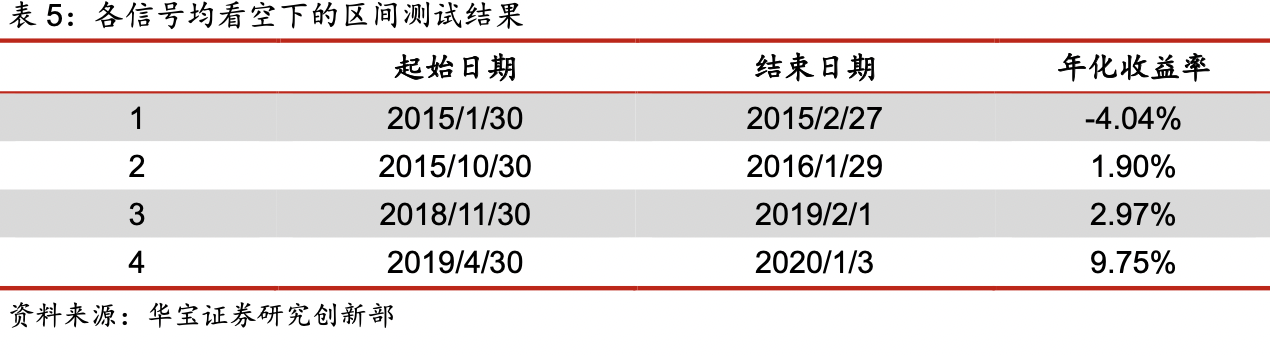 表 5：各信号均看空下的区间测试结果
起始日期 结束日期 年化收益率
1 2015/1/30 2015/2/27 -4.04%
2 2015/10/30 2016/1/29 1.90%
3 2018/11/30 2019/2/1 2.97%
4 2019/4/30 2020/1/3 9.75%
资料来源：华宝证券研究创新部